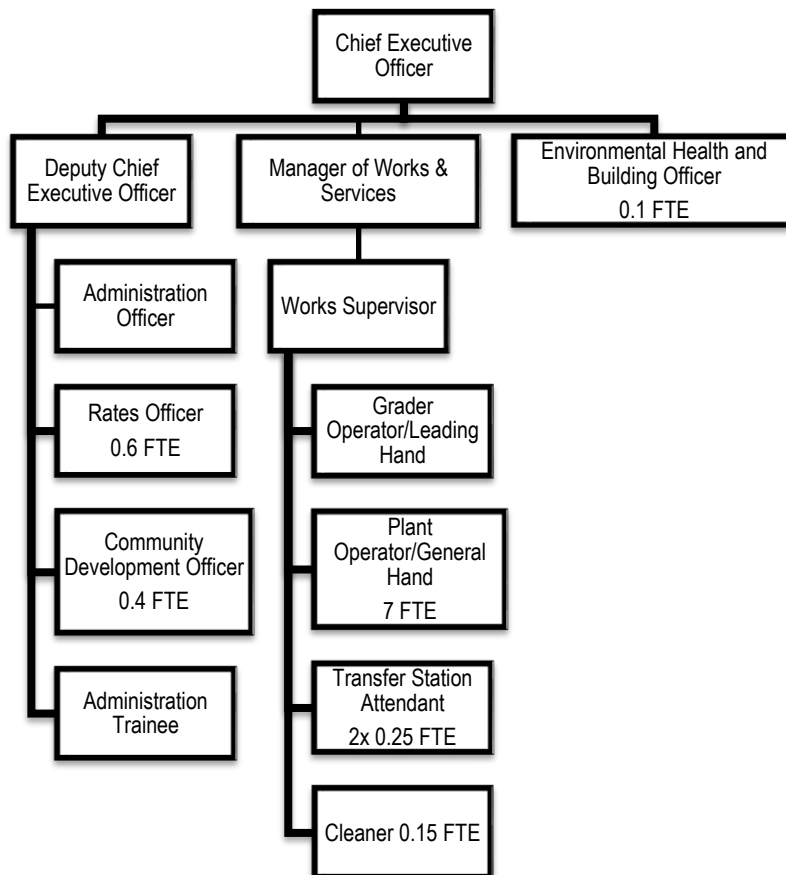 Chief Executive
Officer
Deputy Chief
Executive Officer
Manager of Works &
Services
Environmental Health and
Building Officer
0.1 FTE
Administration
Officer
Rates Officer
0.6 FTE
Community
Development Officer
0.4 FTE
Administration
Trainee
Works Supervisor
Grader
Operator/Leading
Hand
Plant
Operator/General
Hand
7 FTE
Transfer Station
Attendant
2x 0.25 FTE
Cleaner 0.15 FTE